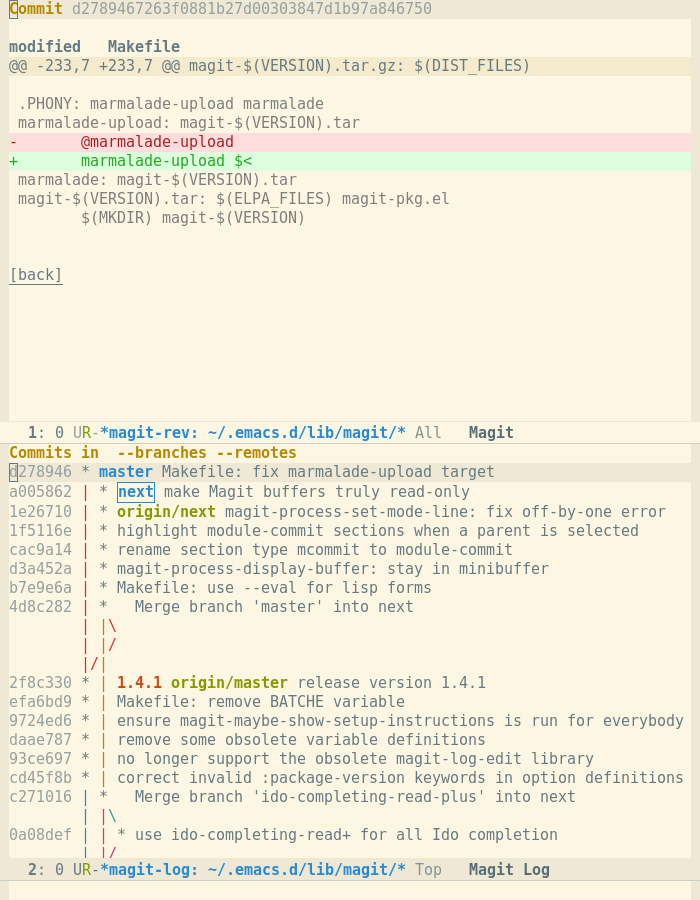 Commit d2789467263f0881b27d00303847d1b97a846750
modified   Makefile
@@ -233,7 +233,7 @@ magit-$(VERSION).tar.gz: $(DIST_FILES)
 .PHONY: marmalade-upload marmalade
 marmalade-upload: magit-$(VERSION).tar
-       @marmalade-upload
+       marmalade-upload $<
 marmalade: magit-$(VERSION).tar
 magit-$(VERSION).tar: $(ELPA_FILES) magit-pkg.el
        $(MKDIR) magit-$(VERSION)
[back]
1: 0 UR-*magit-rev: ~/.emacs.d/lib/magit/* All   Magit
Commits in  --branches --remotes
d278946 * master Makefile: fix marmalade-upload target
a005862 | * next make Magit buffers truly read-only
1e26710 | * origin/next magit-process-set-mode-line: fix off-by-one error
1f5116e | * highlight module-commit sections when a parent is selected
cac9a14 | * rename section type mcommit to module-commit
d3a452a | * magit-process-display-buffer: stay in minibuffer
b7e9e6a | * Makefile: use --eval for lisp forms
4d8c282 | *   Merge branch 'master' into next
        | |\
        | |/
        |/|
2f8c330 * | 1.4.1 origin/master release version 1.4.1
efa6bd9 * | Makefile: remove BATCHE variable
9724ed6 * | ensure magit-maybe-show-setup-instructions is run for everybody
daae787 * | remove some obsolete variable definitions
93ce697 * | no longer support the obsolete magit-log-edit library
cd45f8b * | correct invalid :package-version keywords in option definitions
c271016 | *   Merge branch 'ido-completing-read-plus' into next
        | |\
0a08def | | * use ido-completing-read+ for all Ido completion
        | |/
2: 0 UR-*magit-log: ~/.emacs.d/lib/magit/* Top   Magit Log